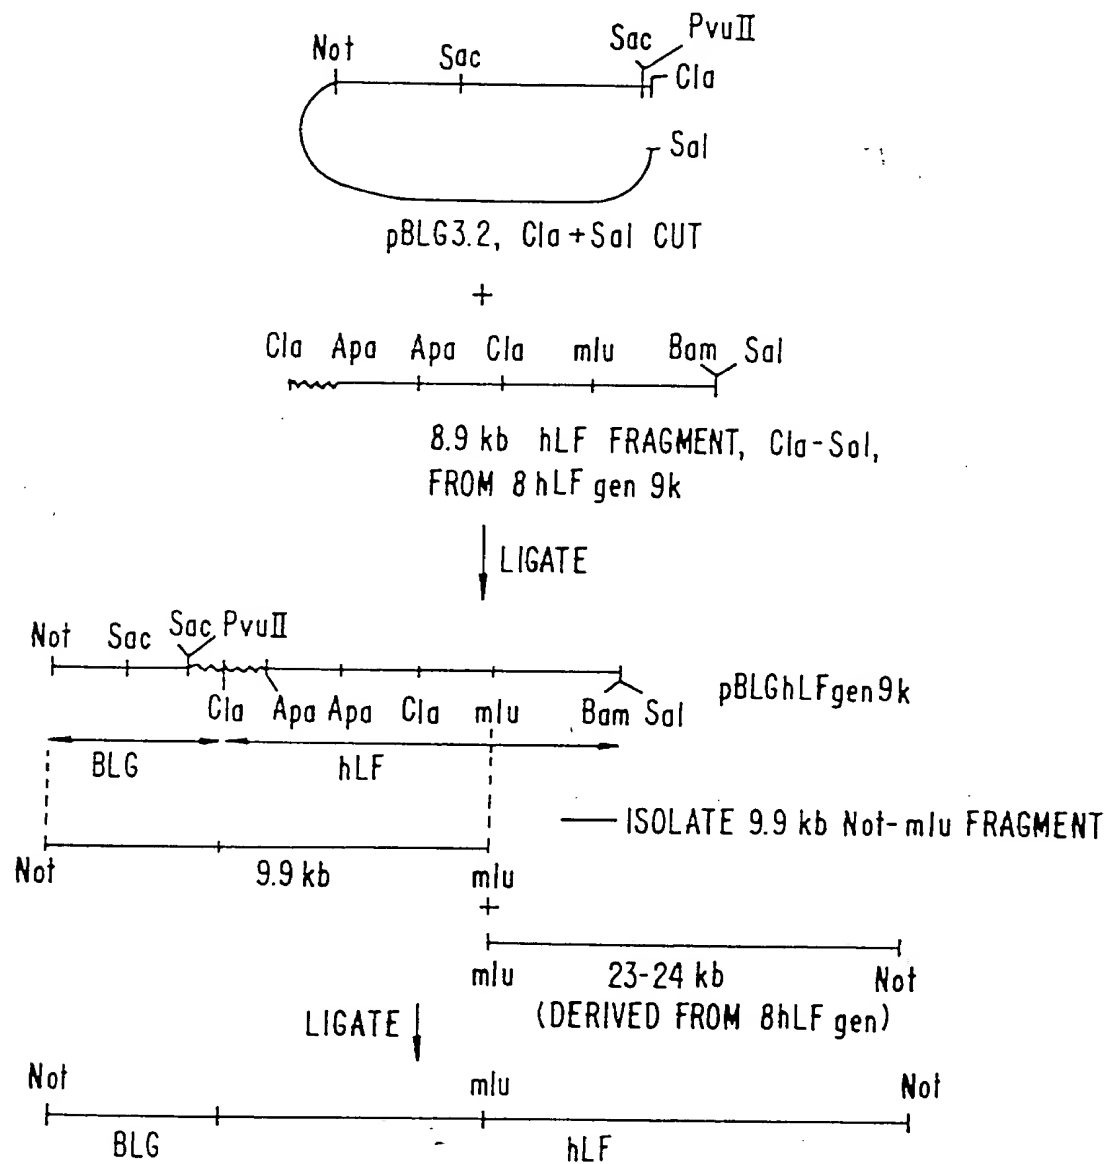 Not Sac Sac PvuII
Cla
Sal
pBLG3.2, Cla+Sal CUT
+
Cla Apa Apa Cla mlu Bam Sal
8.9 kb hLF FRAGMENT, Cla-Sal,
FROM 8hLF gen 9k
LIGATE
Not Sac Sac PvuII
pBLGhLFgen9k
Cla Apa Apa Cla mlu Bam Sal
BLG hLF
ISOLATE 9.9 kb Not-mlu FRAGMENT
Not 9.9 kb mlu
+
mlu 23-24 kb Not
(DERIVED FROM 8hLF gen)
LIGATE
Not mlu Not
BLG hLF